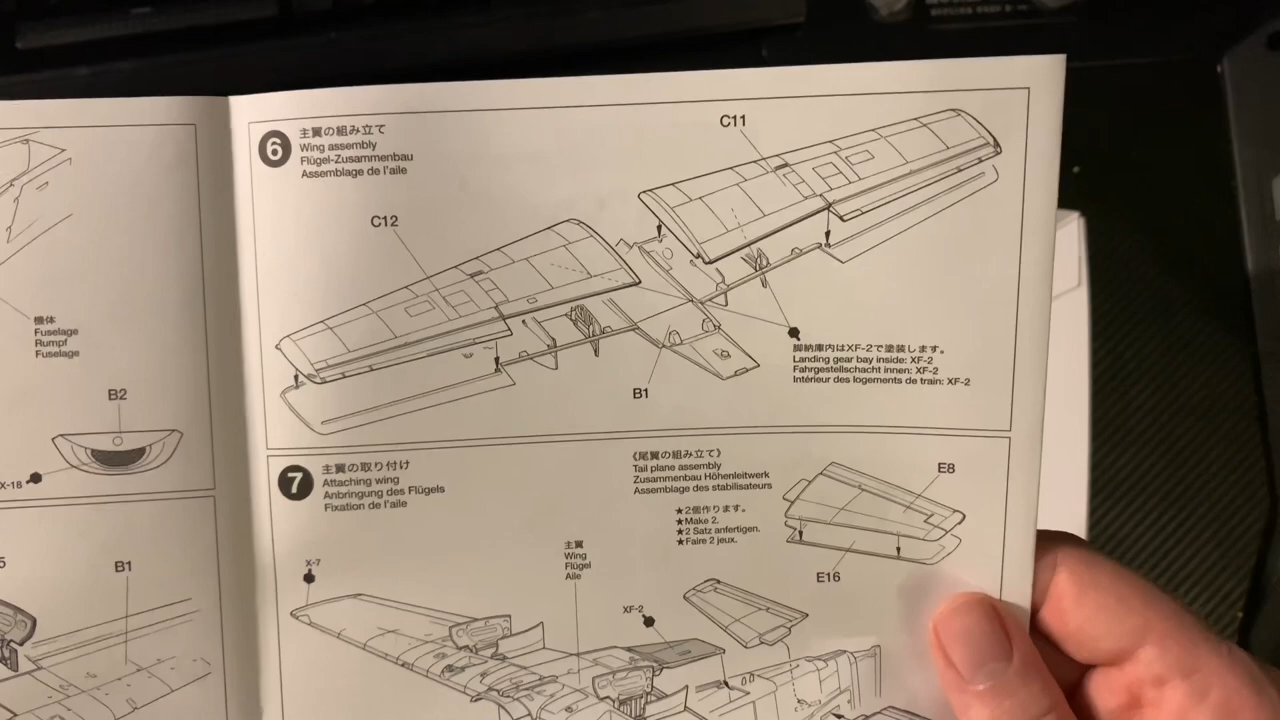 機体
Fuselage
Rumpf
Fuselage
B2
X-18
5
B1
6
主翼の組み立て
Wing assembly
Flügel-Zusammenbau
Assemblage de l'aile
C11
C12
B1
脚納庫内はXF-2で塗装します。
Landing gear bay inside: XF-2
Fahrgestellschacht innen: XF-2
Intérieur des logements de train: XF-2
7
主翼の取り付け
Attaching wing
Anbringung des Flügels
Fixation de l'aile
《尾翼の組み立て》
Tail plane assembly
Zusammenbau Höhenleitwerk
Assemblage des stabilisateurs
★2個作ります。
★Make 2.
★2 Satz anfertigen.
★Faire 2 jeux.
E8
E16
X-7
主翼
Wing
Flügel
Aile
XF-2